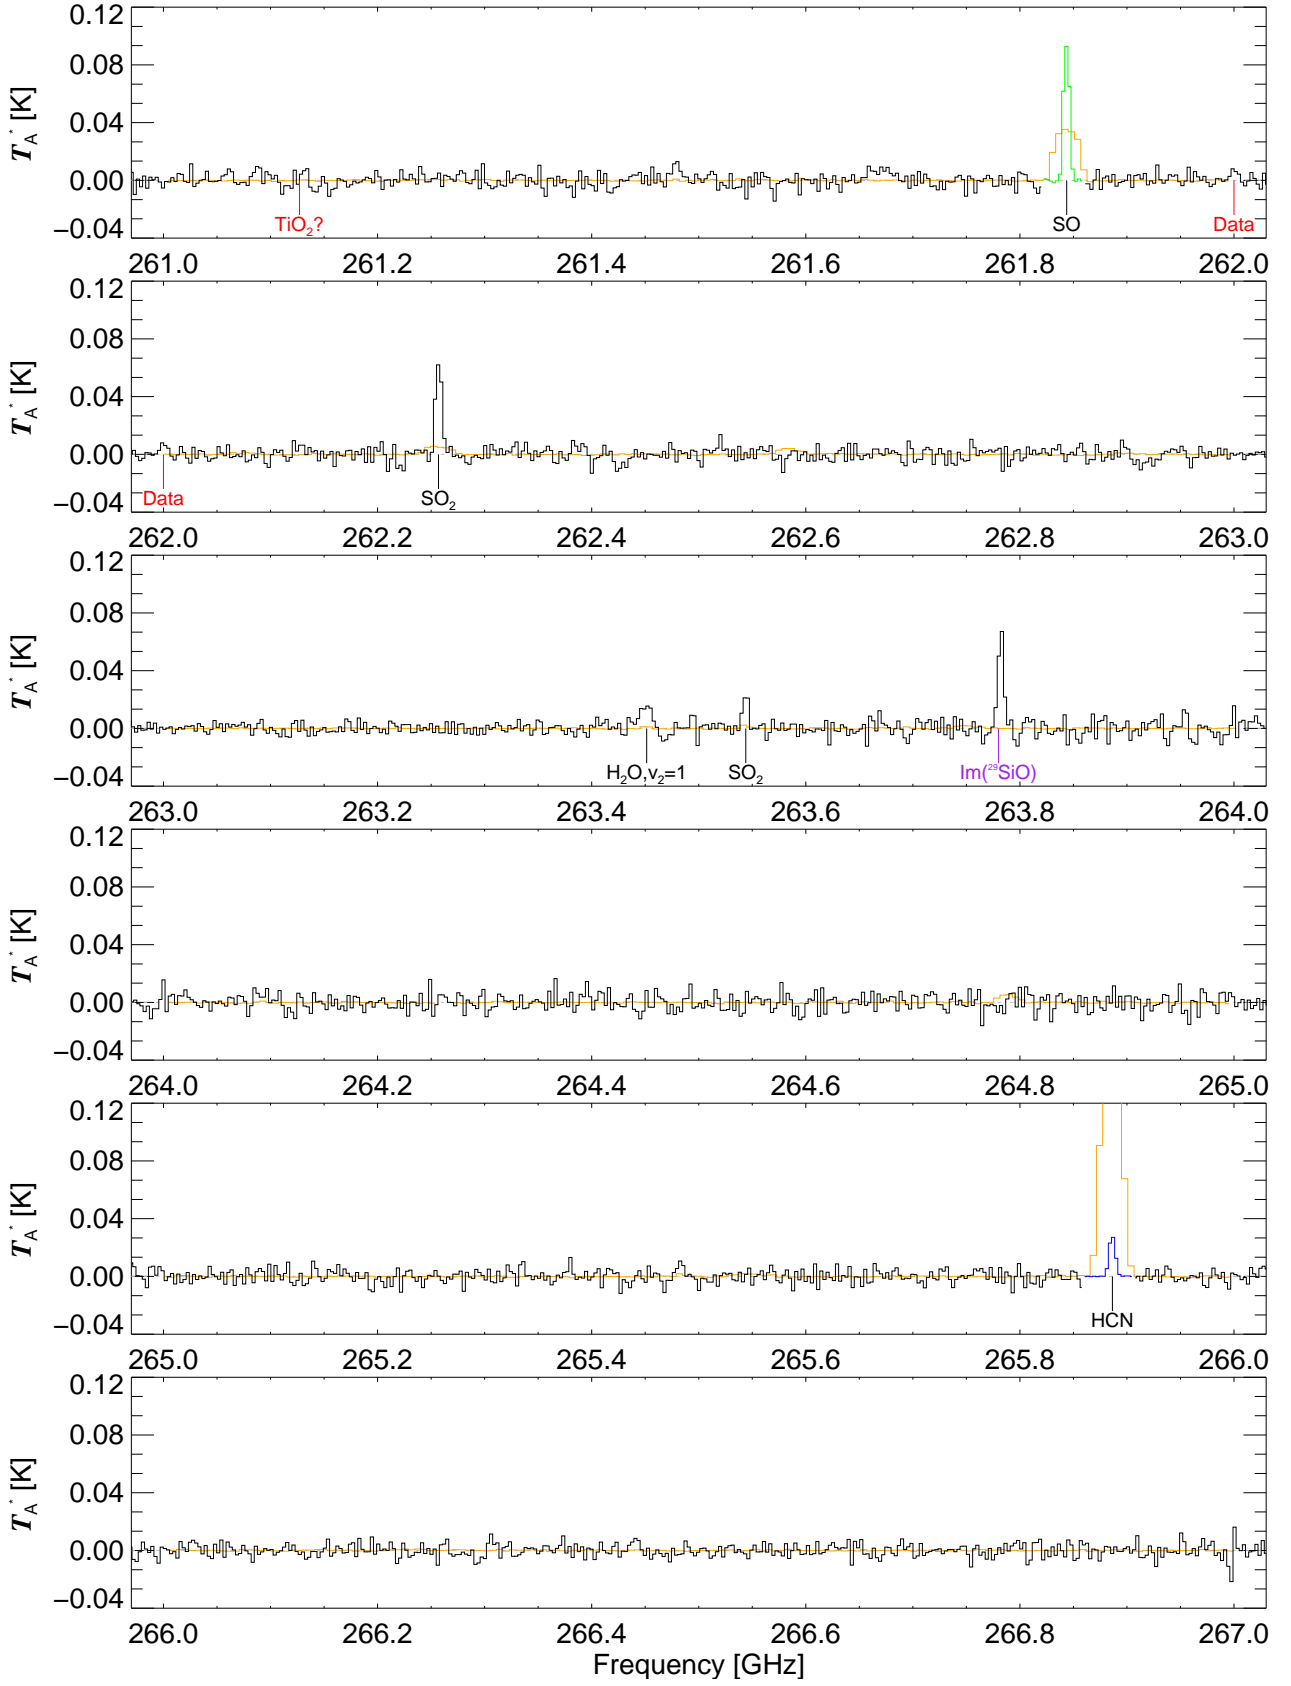 0.12
0.08
0.04
0.00
−0.04
T_A^* [K]
TiO₂?
SO
Data
261.0 261.2 261.4 261.6 261.8 262.0
0.12
0.08
0.04
0.00
−0.04
T_A^* [K]
Data
SO₂
262.0 262.2 262.4 262.6 262.8 263.0
0.12
0.08
0.04
0.00
−0.04
T_A^* [K]
H₂O,v₂=1
SO₂
Im(²⁹SiO)
263.0 263.2 263.4 263.6 263.8 264.0
0.12
0.08
0.04
0.00
−0.04
T_A^* [K]
264.0 264.2 264.4 264.6 264.8 265.0
0.12
0.08
0.04
0.00
−0.04
T_A^* [K]
HCN
265.0 265.2 265.4 265.6 265.8 266.0
0.12
0.08
0.04
0.00
−0.04
T_A^* [K]
266.0 266.2 266.4 266.6 266.8 267.0
Frequency [GHz]